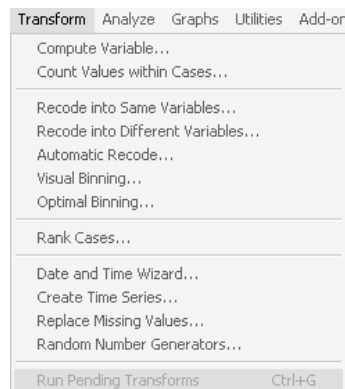 Transform Analyze Graphs Utilities Add-on
Compute Variable...
Count Values within Cases...
Recode into Same Variables...
Recode into Different Variables...
Automatic Recode...
Visual Binning...
Optimal Binning...
Rank Cases...
Date and Time Wizard...
Create Time Series...
Replace Missing Values...
Random Number Generators...
Run Pending Transforms Ctrl+G